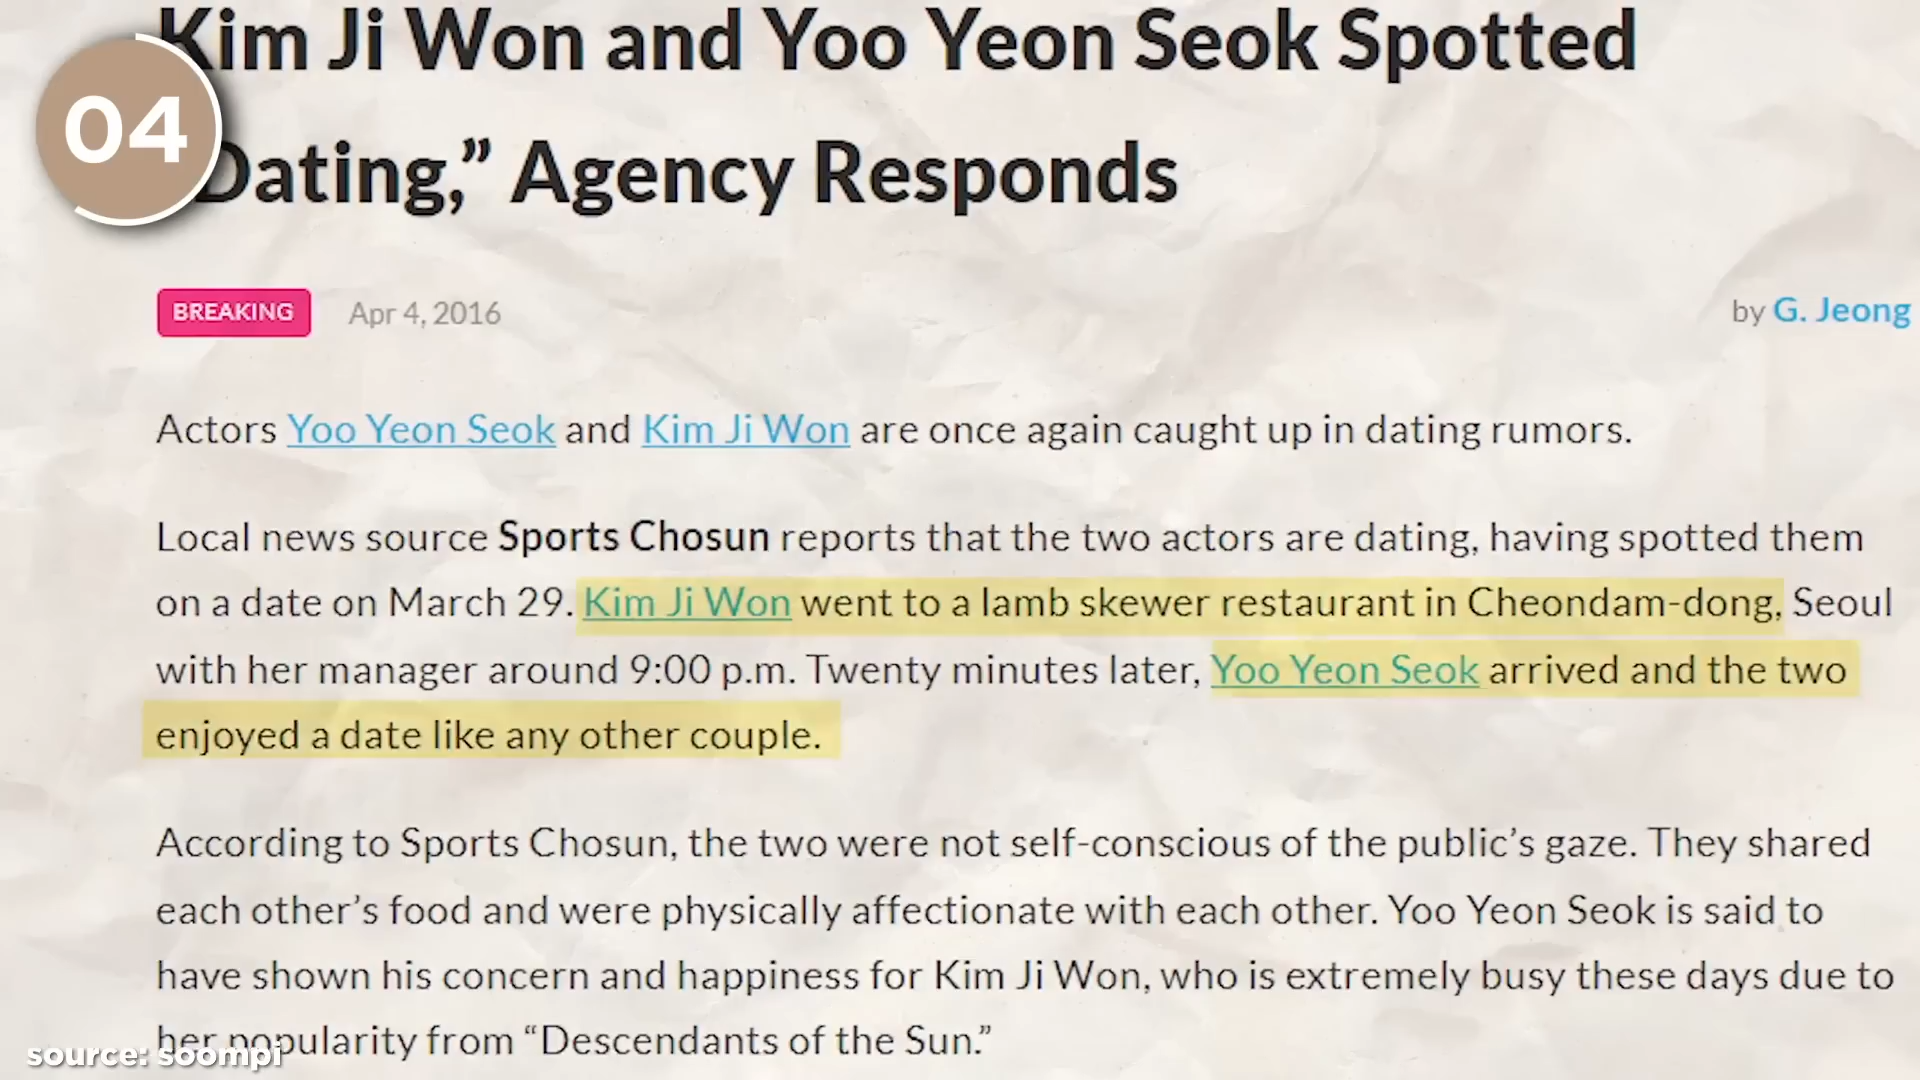 Kim Ji Won and Yoo Yeon Seok Spotted
04
Dating,” Agency Responds
BREAKING
Apr 4, 2016
by G. Jeong
Actors Yoo Yeon Seok and Kim Ji Won are once again caught up in dating rumors.
Local news source Sports Chosun reports that the two actors are dating, having spotted them
on a date on March 29. Kim Ji Won went to a lamb skewer restaurant in Cheondam-dong, Seoul
with her manager around 9:00 p.m. Twenty minutes later, Yoo Yeon Seok arrived and the two
enjoyed a date like any other couple.
According to Sports Chosun, the two were not self-conscious of the public’s gaze. They shared
each other’s food and were physically affectionate with each other. Yoo Yeon Seok is said to
have shown his concern and happiness for Kim Ji Won, who is extremely busy these days due to
her popularity from “Descendants of the Sun.”
source: soompi